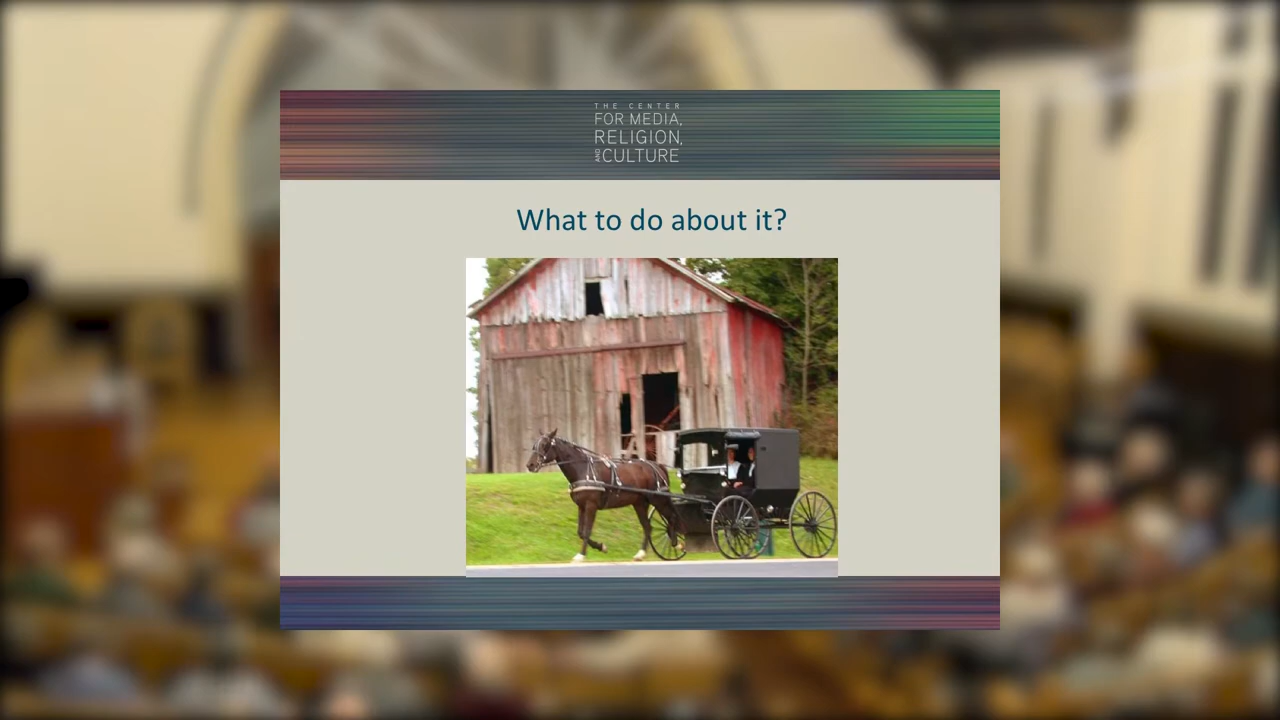 THE CENTER
FOR MEDIA,
RELIGION,
AND CULTURE
What to do about it?